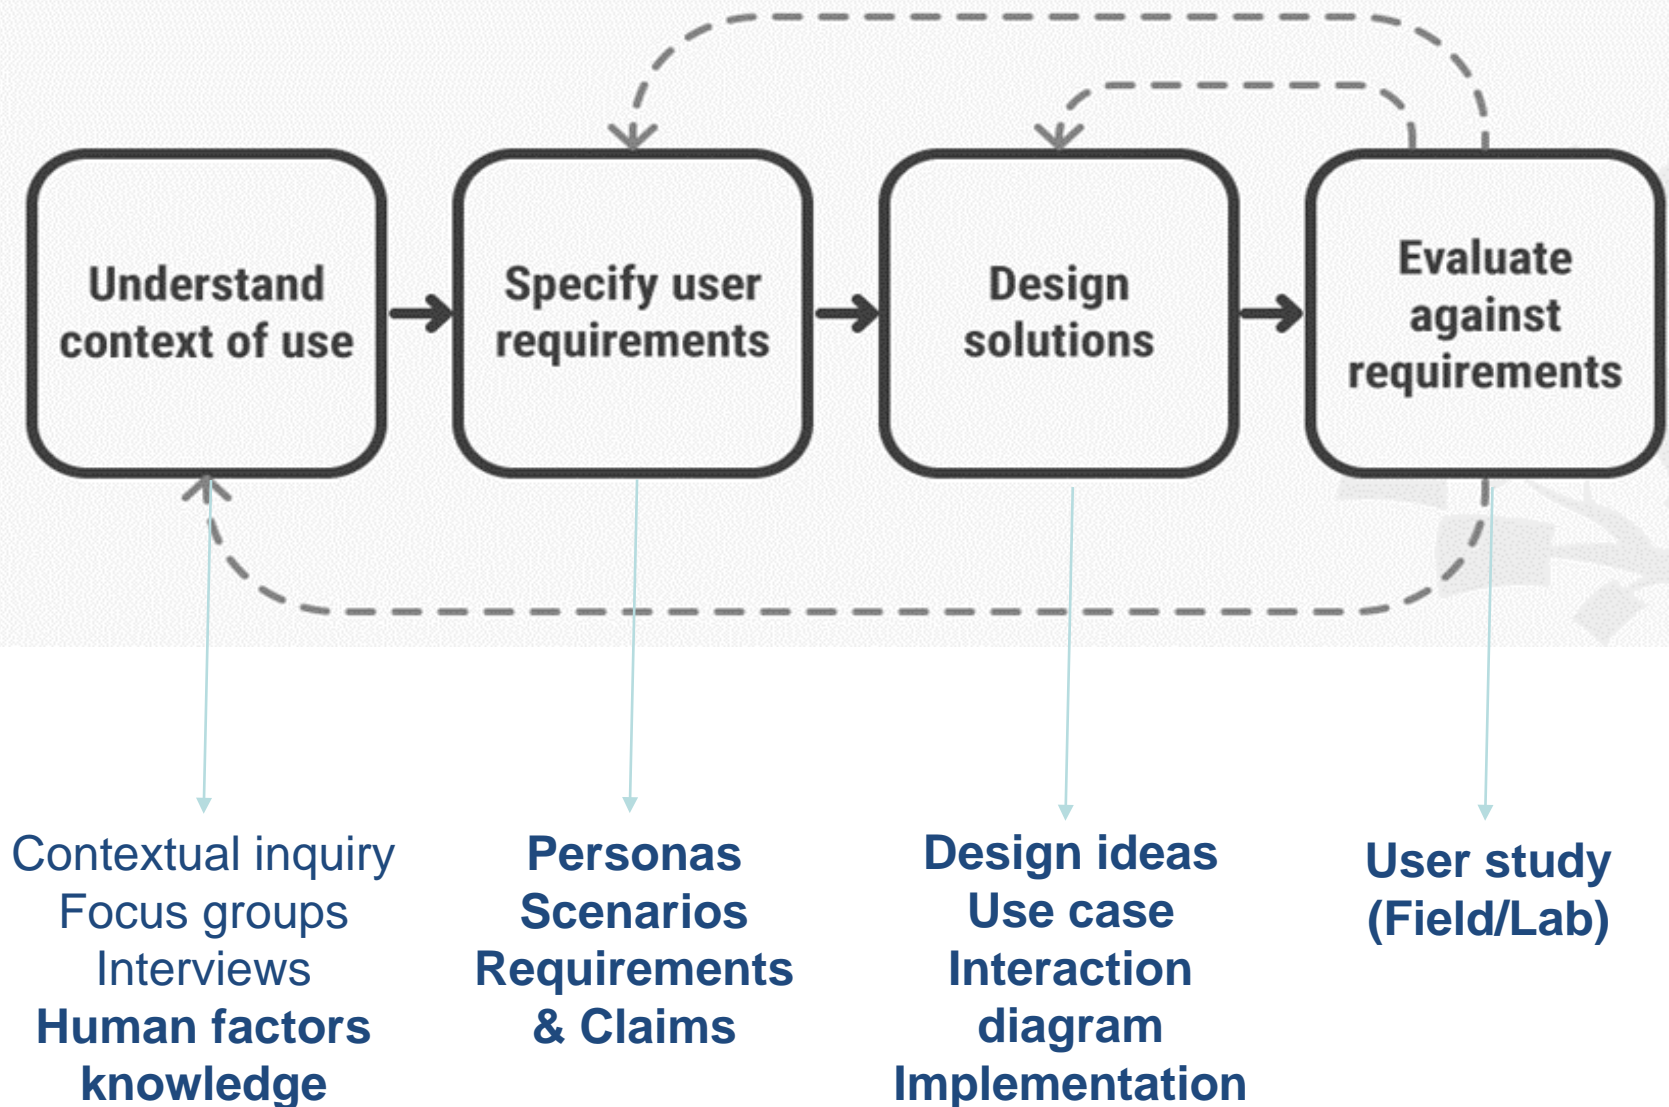 Understand
context of use
Specify user
requirements
Design
solutions
Evaluate
against
requirements
Contextual inquiry
Focus groups
Interviews
Human factors
knowledge
Personas
Scenarios
Requirements
& Claims
Design ideas
Use case
Interaction
diagram
Implementation
User study
(Field/Lab)